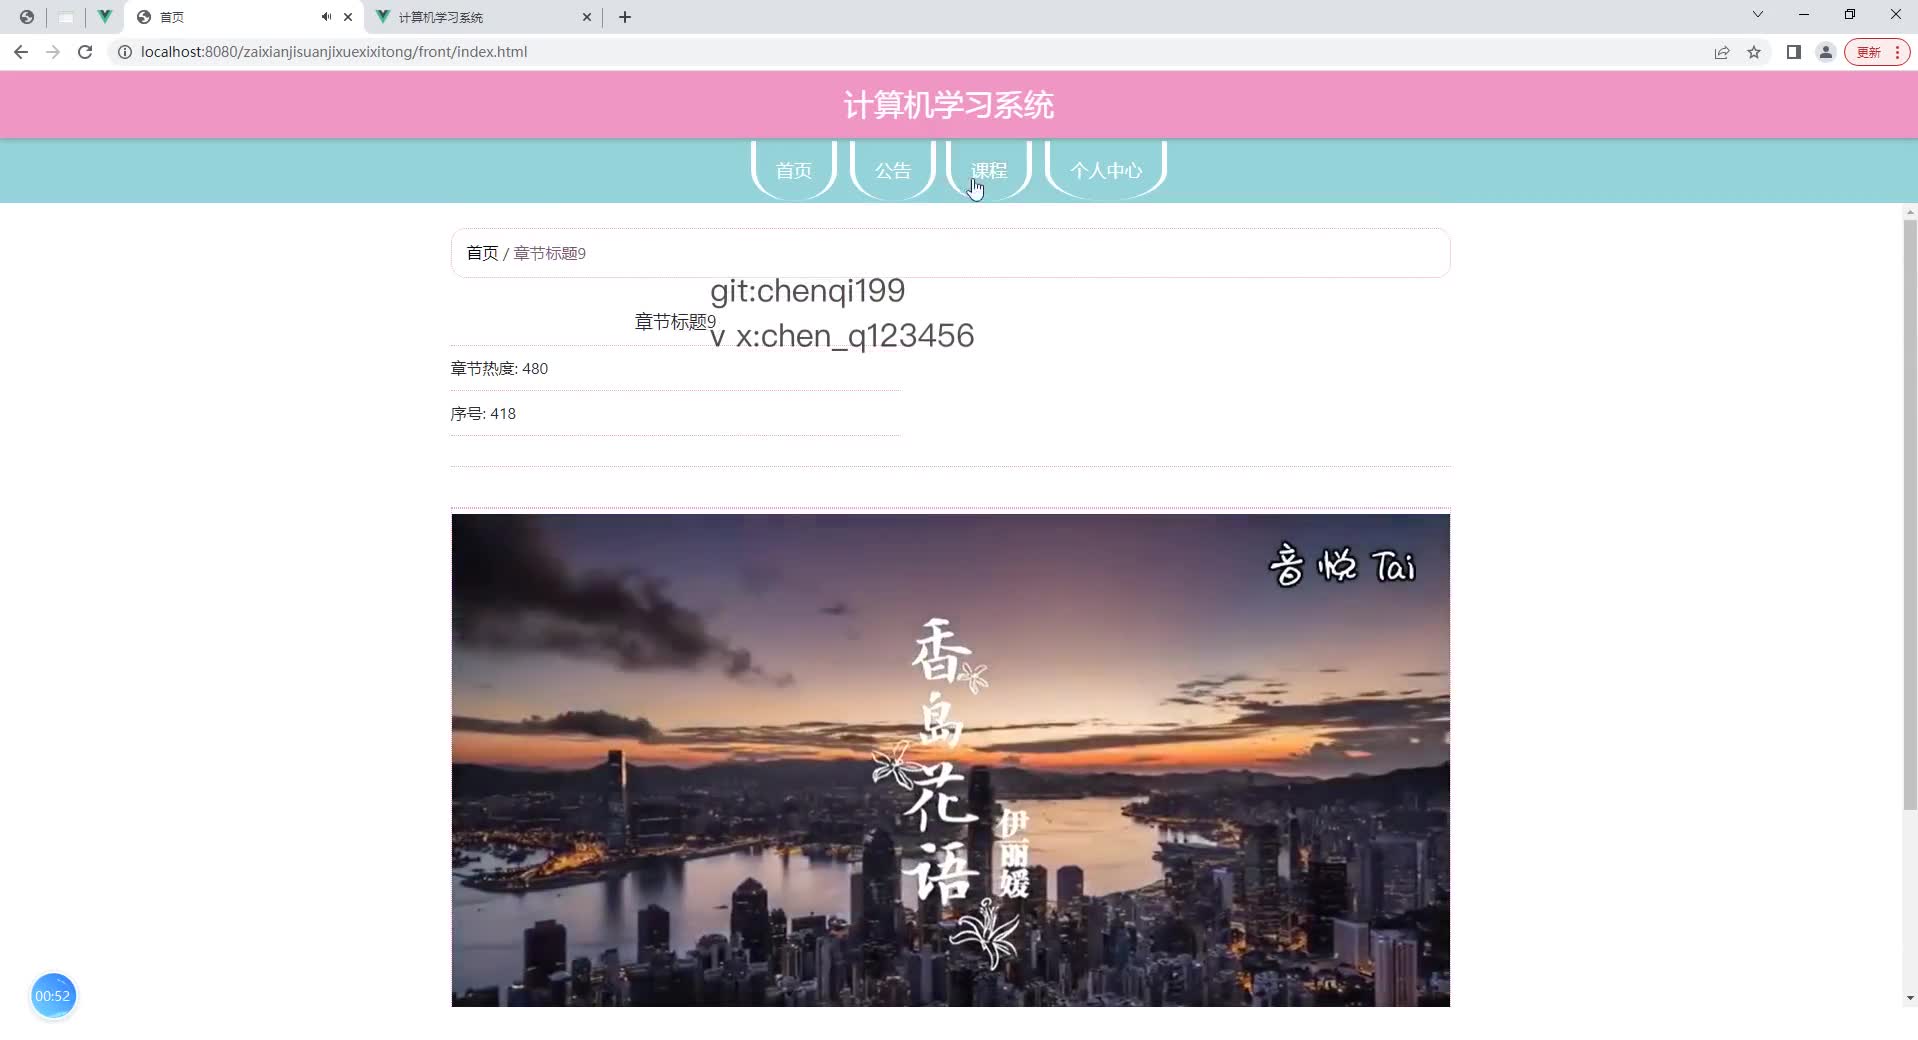 首页
计算机学习系统
localhost:8080/zaixianjisuanjixuexixitong/front/index.html
更新
计算机学习系统
首页
公告
课程
个人中心
首页 / 章节标题9
git:chenqi199
章节标题9
v x:chen_q123456
章节热度: 480
序号: 418
音悦Tai
香岛花语
伊丽媛
00:52